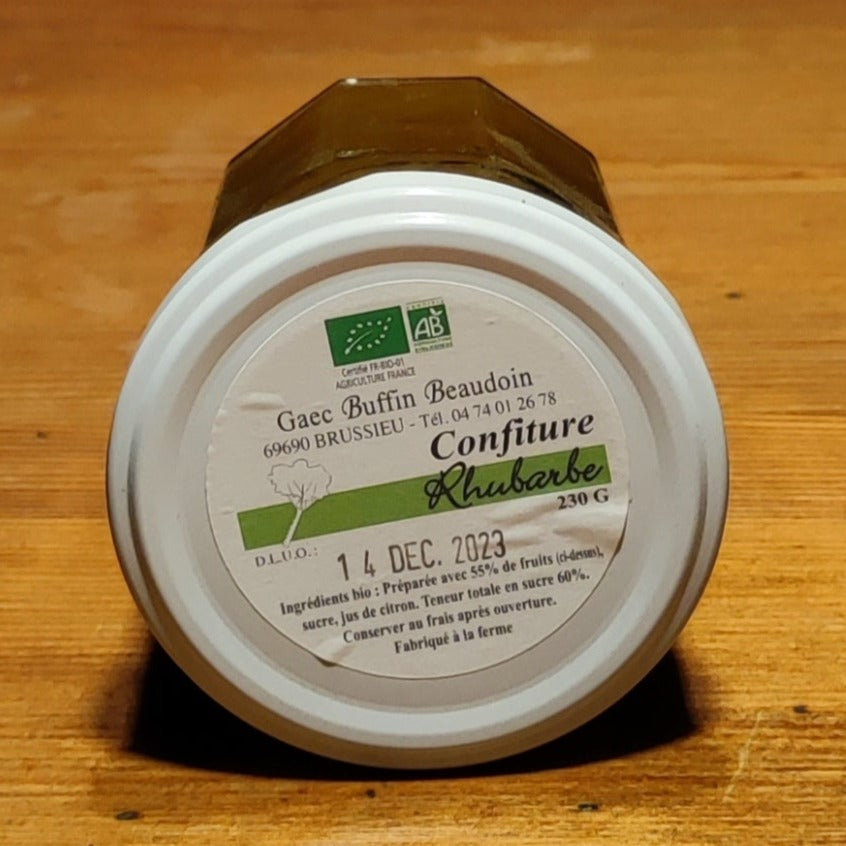 AB
Certifié FR-BIO-01
AGRICULTURE FRANCE
Gaec Buffin Beaudoin
69690 BRUSSIEU - Tél. 04 74 01 26 78
Confiture
Rhubarbe
230 G
D.L.U.O.: 14 DEC. 2023
Ingrédients bio : Préparée avec 55% de fruits (ci-dessus),
sucre, jus de citron. Teneur totale en sucre 60%.
Conserver au frais après ouverture.
Fabriqué à la ferme